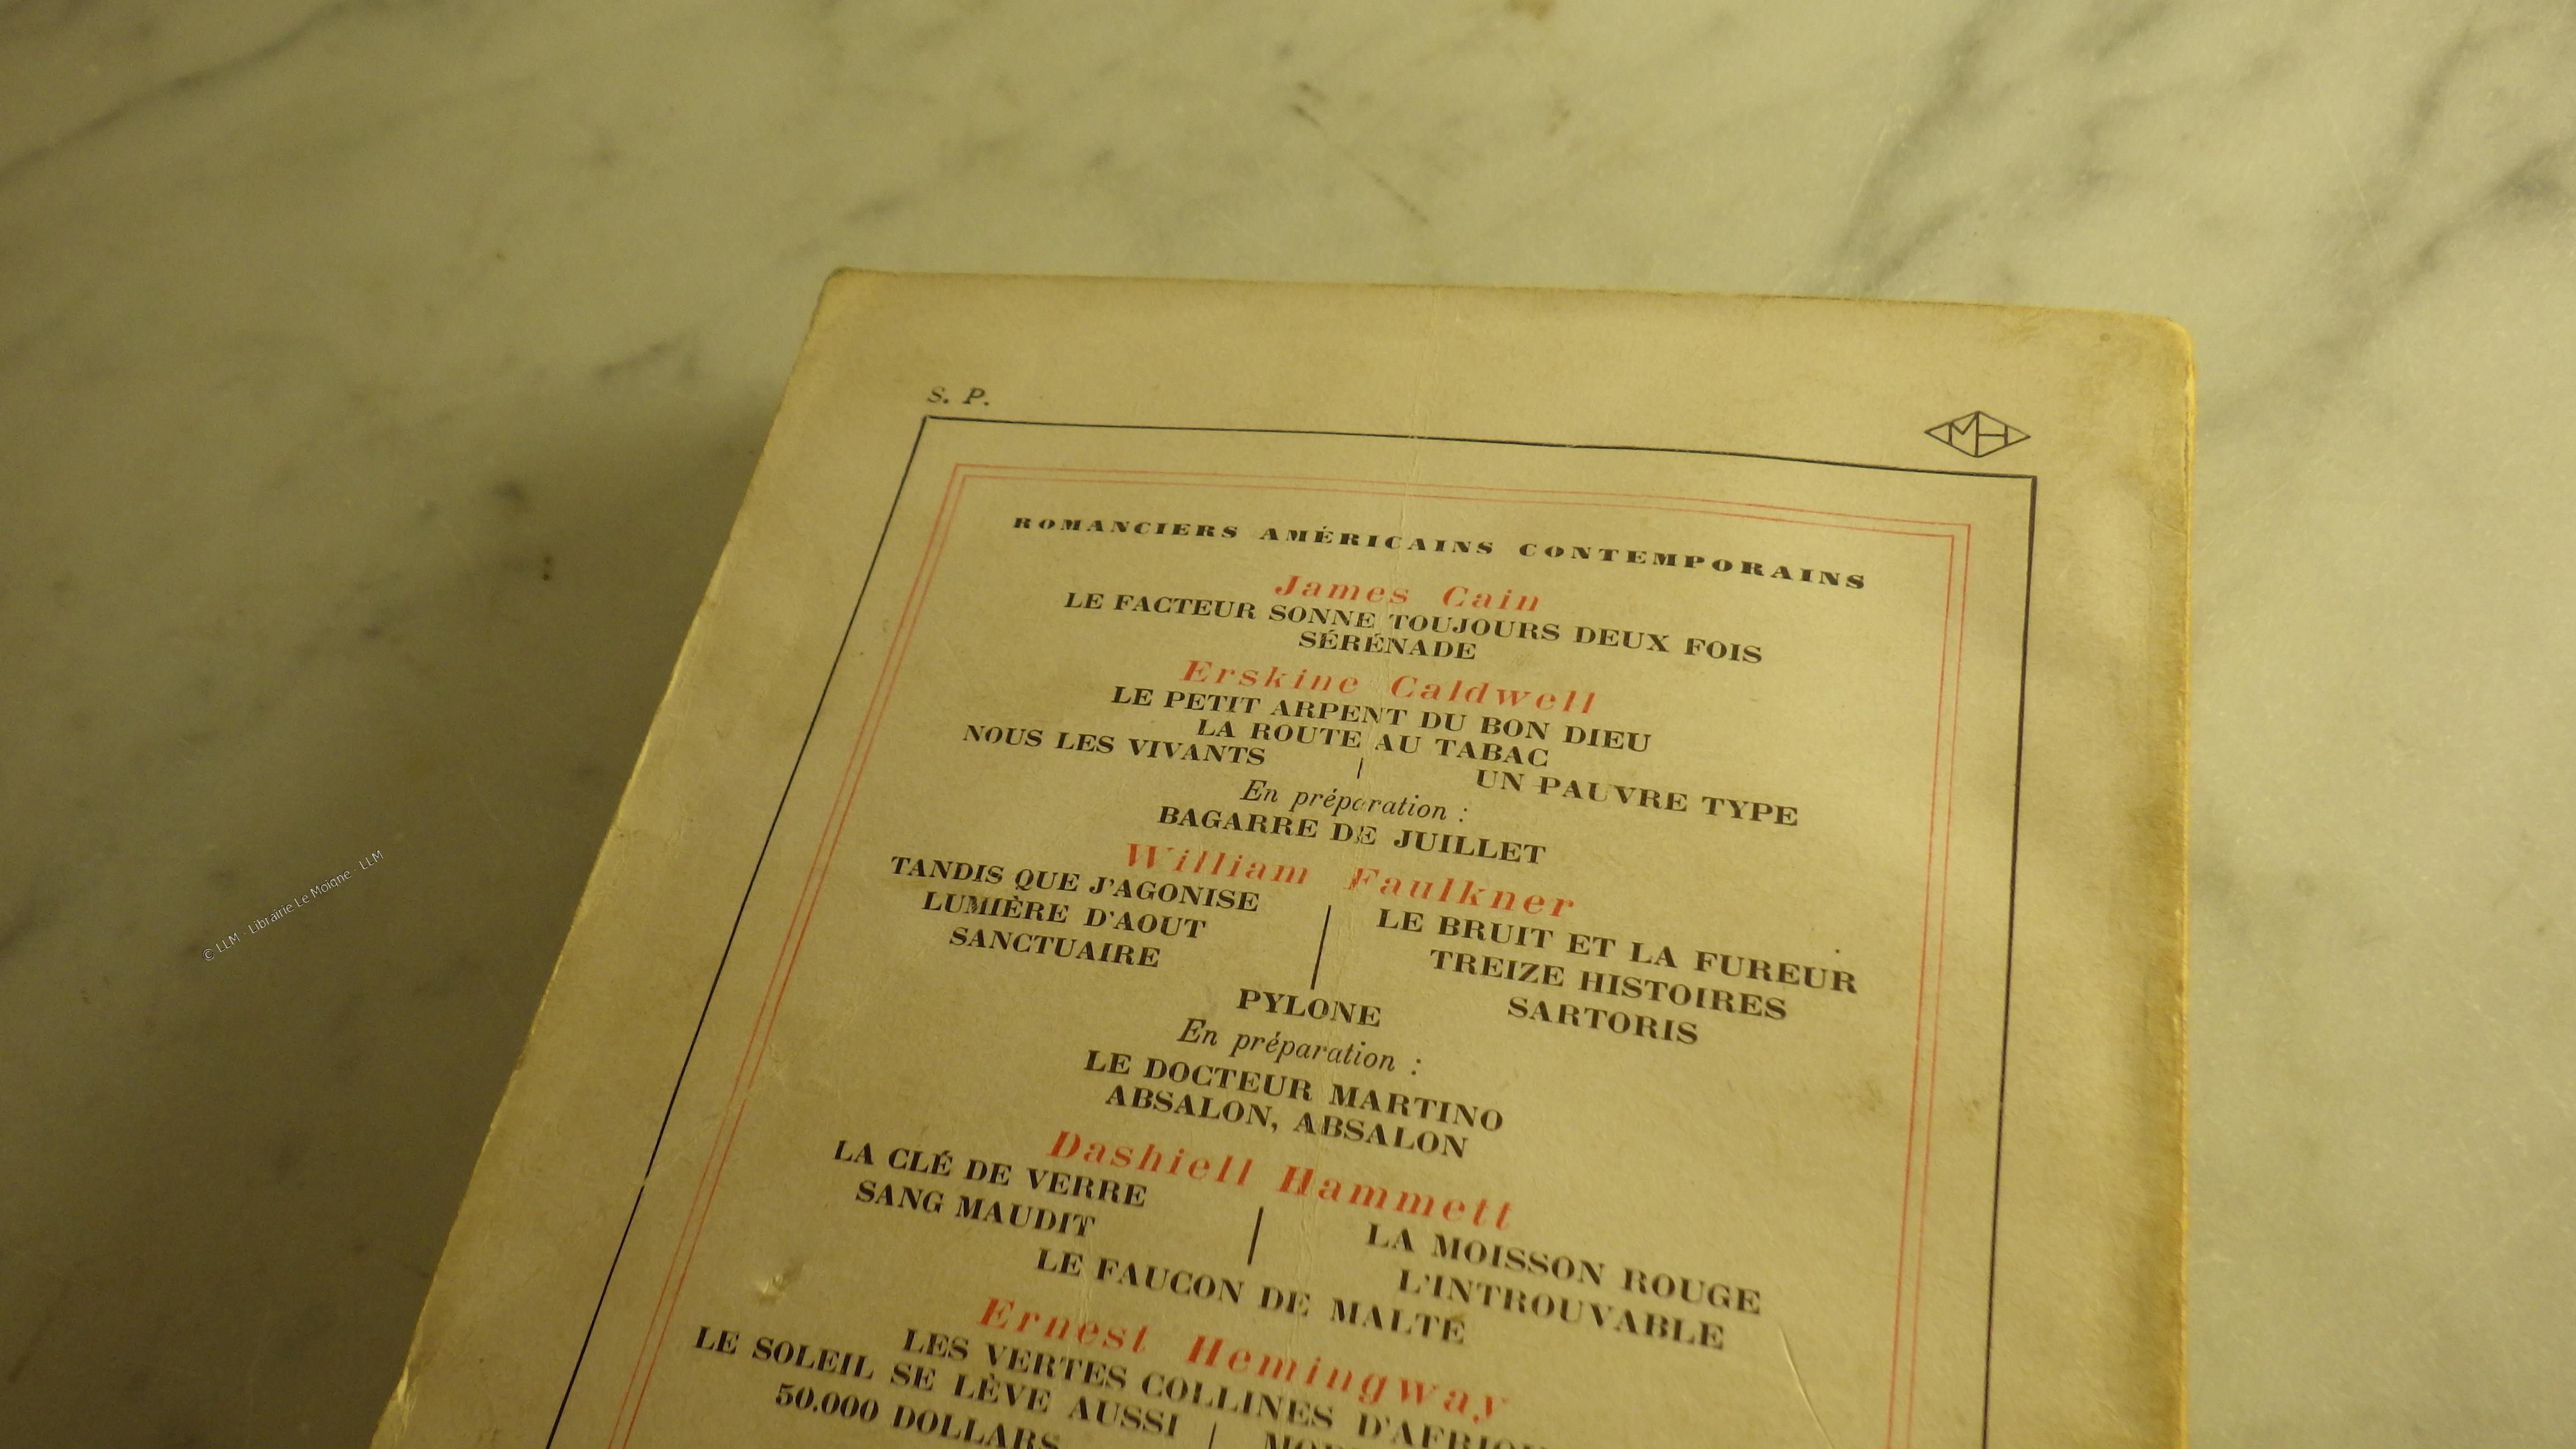 S. P.
MH
ROMANCIERS AMÉRICAINS CONTEMPORAINS
James Cain
LE FACTEUR SONNE TOUJOURS DEUX FOIS
SÉRÉNADE
Erskine Caldwell
LE PETIT ARPENT DU BON DIEU
LA ROUTE AU TABAC
NOUS LES VIVANTS | UN PAUVRE TYPE
En préparation :
BAGARRE DE JUILLET
William Faulkner
TANDIS QUE J'AGONISE | LE BRUIT ET LA FUREUR
LUMIÈRE D'AOUT | TREIZE HISTOIRES
SANCTUAIRE | SARTORIS
PYLONE
En préparation :
LE DOCTEUR MARTINO
ABSALON, ABSALON
Dashiell Hammett
LA CLÉ DE VERRE | LA MOISSON ROUGE
SANG MAUDIT | L'INTROUVABLE
LE FAUCON DE MALTE
Ernest Hemingway
LES VERTES COLLINES
LE SOLEIL SE LÈVE AUSSI
50.000 DOLLARS
© LLM - Librairie Le Moigne - LLM